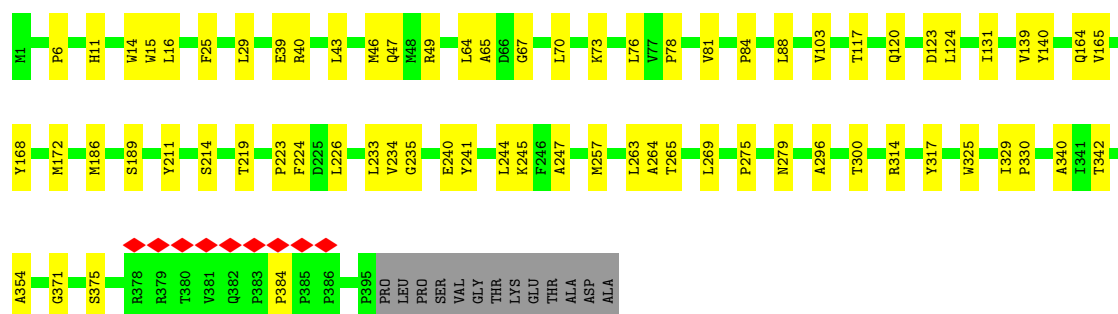 M1 P6 H11 W14 W15 L16 F25 L29 E39 R40 L43 M46 Q47 M48 R49 L64 A65 D66 G67 L70 K73 L76 V77 P78 V81 P84 L88 V103 T117 Q120 D123 L124 I131 V139 Y140 Q164 V165
Y168 M172 M186 S189 Y211 S214 T219 P223 F224 D225 L226 L233 V234 G235 E240 Y241 L244 K245 F246 A247 M257 L263 A264 T265 L269 P275 N279 A296 T300 R314 Y317 W325 I329 P330 A340 I341 T342
A354 G371 S375 R378 R379 T380 V381 Q382 P383 P384 P385 P386 P395 PRO LEU PRO SER VAL GLY THR LYS GLU THR ALA ASP ALA